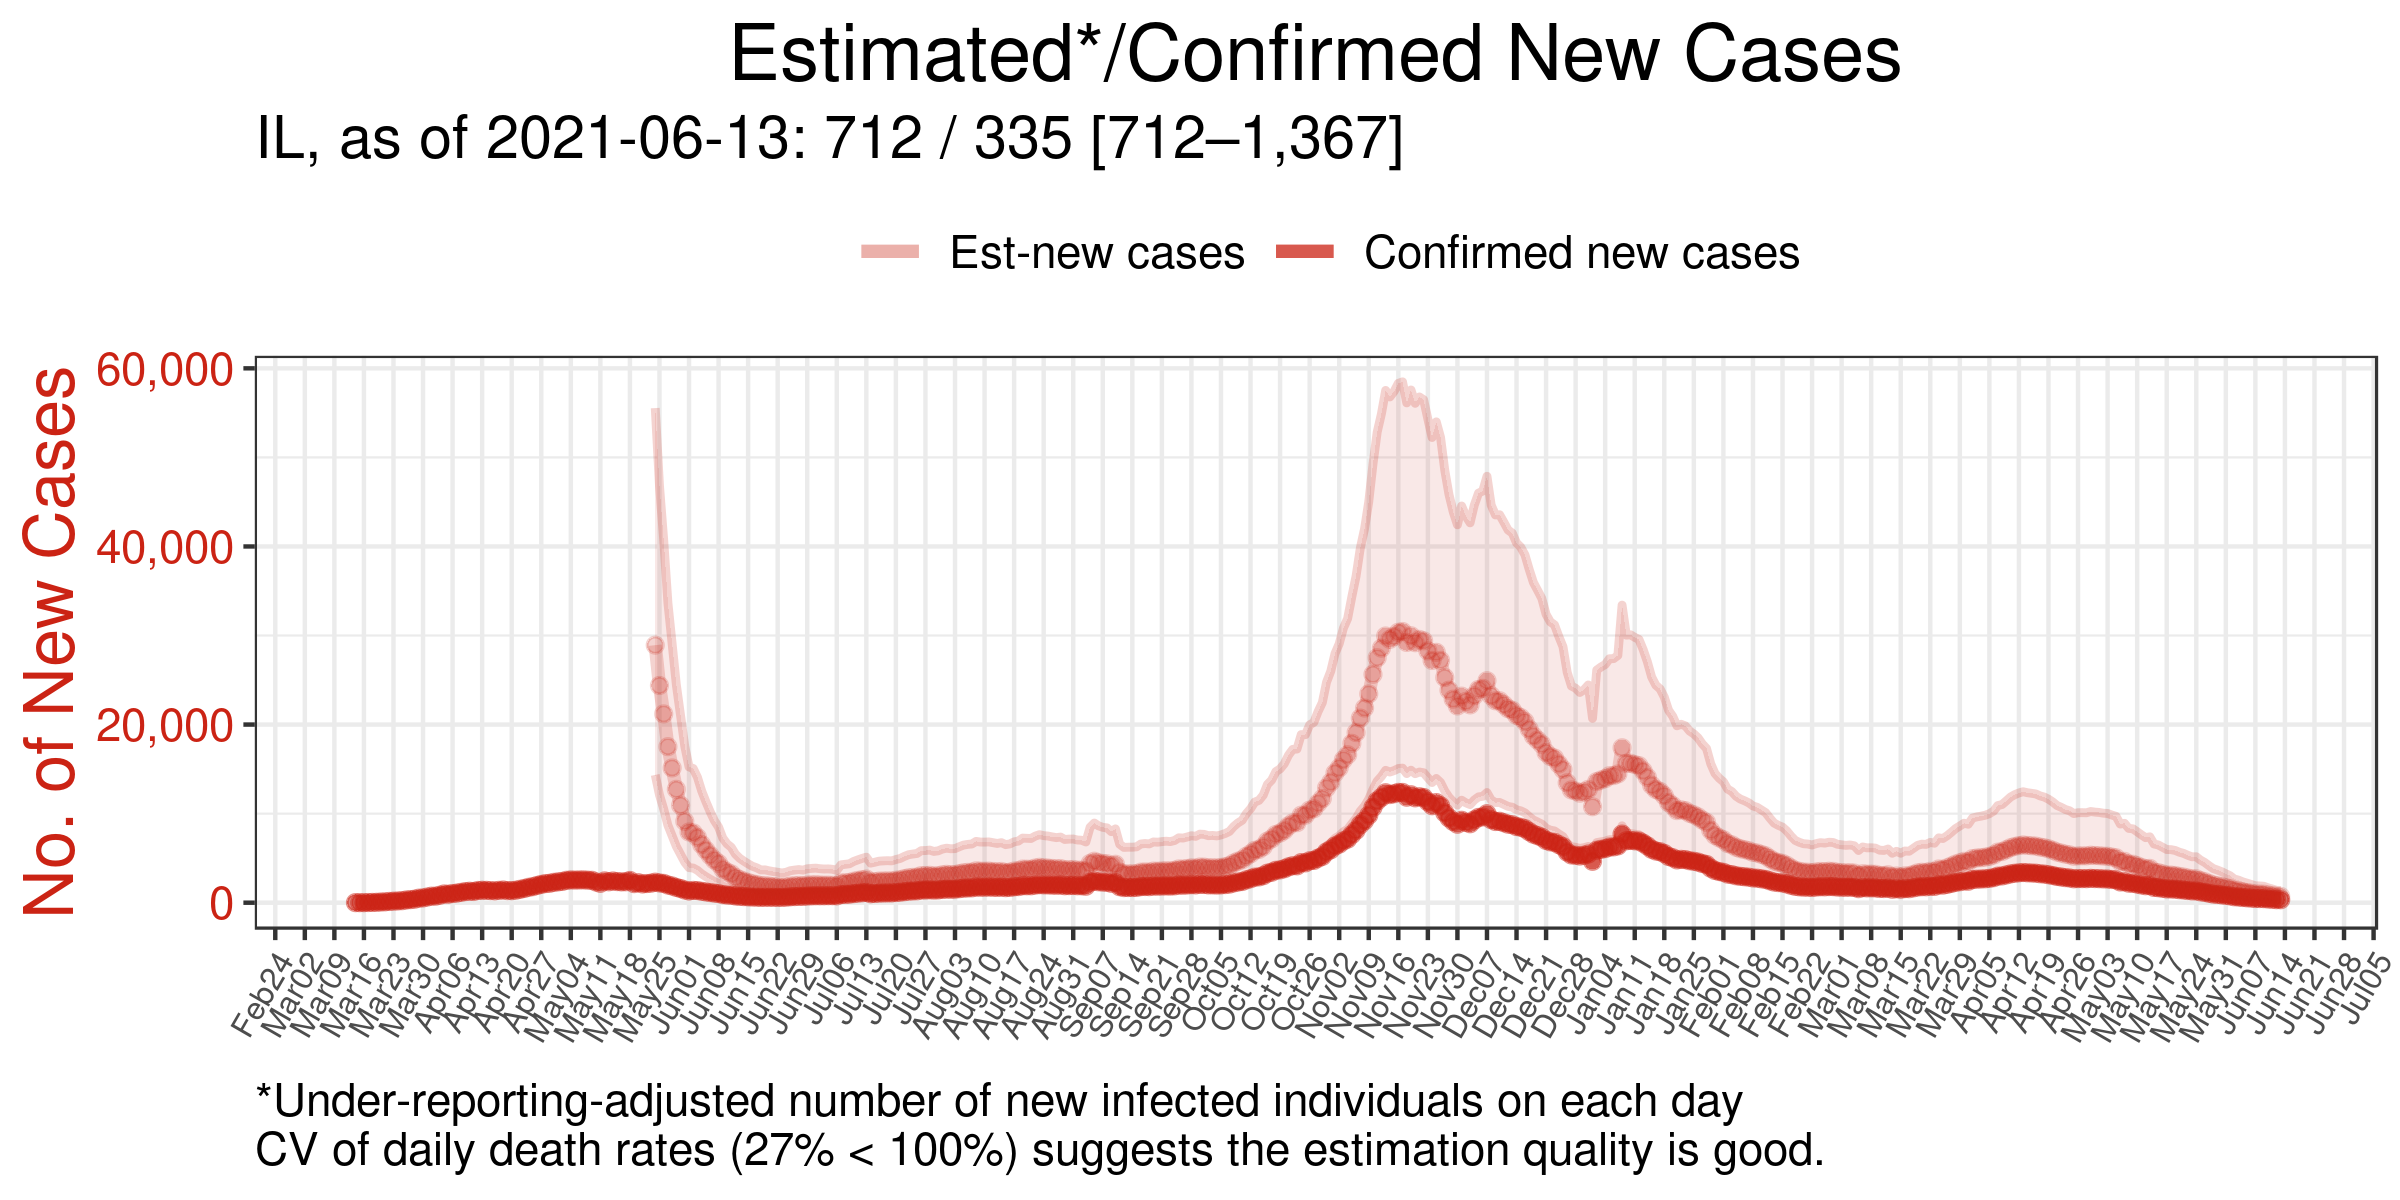 Estimated*/Confirmed New Cases
IL, as of 2021-06-13: 712 / 335 [712–1,367]
Est-new cases
Confirmed new cases
No. of New Cases
60,000
40,000
20,000
0
Feb24
Mar02
Mar09
Mar16
Mar23
Mar30
Apr06
Apr13
Apr20
Apr27
May04
May11
May18
May25
Jun01
Jun08
Jun15
Jun22
Jun29
Jul06
Jul13
Jul20
Jul27
Aug03
Aug10
Aug17
Aug24
Aug31
Sep07
Sep14
Sep21
Sep28
Oct05
Oct12
Oct19
Oct26
Nov02
Nov09
Nov16
Nov23
Nov30
Dec07
Dec14
Dec21
Dec28
Jan04
Jan11
Jan18
Jan25
Feb01
Feb08
Feb15
Feb22
Mar01
Mar08
Mar15
Mar22
Mar29
Apr05
Apr12
Apr19
Apr26
May03
May10
May17
May24
May31
Jun07
Jun14
Jun21
Jun28
Jul05
*Under-reporting-adjusted number of new infected individuals on each day
CV of daily death rates (27% < 100%) suggests the estimation quality is good.